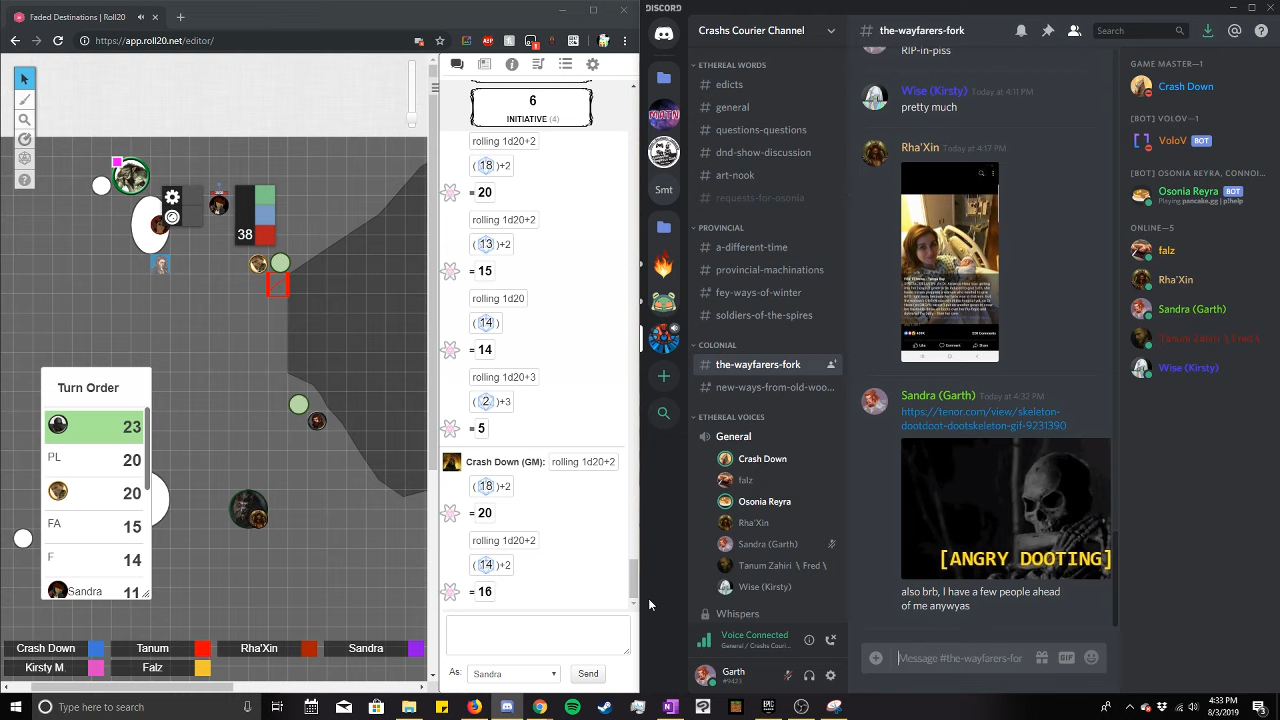 Faded Destinations | Roll20
https://app.roll20.net/editor/
38
Turn Order
23
PL 20
20
FA 15
F 14
Sandra 11
Crash Down
Tanum
Rha'Xin
Sandra
Kirsty M.
Falz
6
INITIATIVE (4)
rolling 1d20+2
(18)+2
= 20
rolling 1d20+2
(13)+2
= 15
rolling 1d20
(14)
= 14
rolling 1d20+3
(2)+3
= 5
Crash Down (GM): rolling 1d20+2
(18)+2
= 20
rolling 1d20+2
(14)+2
= 16
As: Sandra
Send
DISCORD
Smt
Crashs Courier Channel
ETHEREAL WORDS
# edicts
# general
# questions-questions
# dnd-show-discussion
# art-nook
# requests-for-osonia
PROVINCIAL
# a-different-time
# provincial-machinations
# fey-ways-of-winter
# soldiers-of-the-spires
COLONIAL
# the-wayfarers-fork
# new-ways-from-old-woo...
ETHEREAL VOICES
General
Crash Down
falz
Osonia Reyra
Rha'Xin
Sandra (Garth)
Tanum Zahiri \ Fred \
Wise (Kirsty)
Whispers
Voice Connected
General / Crashs Couri...
Garth
#9423
# the-wayfarers-fork
Search
RIP-in-piss
Wise (Kirsty) Today at 4:11 PM
pretty much
Rha'Xin Today at 4:17 PM
Like
Comment
Share
Sandra (Garth) Today at 4:32 PM
https://tenor.com/view/skeleton-
dootdoot-dootskeleton-gif-9231390
[ANGRY DOOTING]
also brb, I have a few people ahead
of me anywyas
Message #the-wayfarers-for
GIF
GAME MASTER—1
Crash Down
[BOT] VOLOV—1
VoloV BOT
[BOT] OSONIA REYRA, CONNOI...
Osonia Reyra BOT
Playing pancake.gg | p!help
ONLINE—5
falz
Rha'Xin
Sandra (Garth)
Tanum Zahiri \ Fred \
Wise (Kirsty)
Type here to search
4:33 PM
8/3/2019